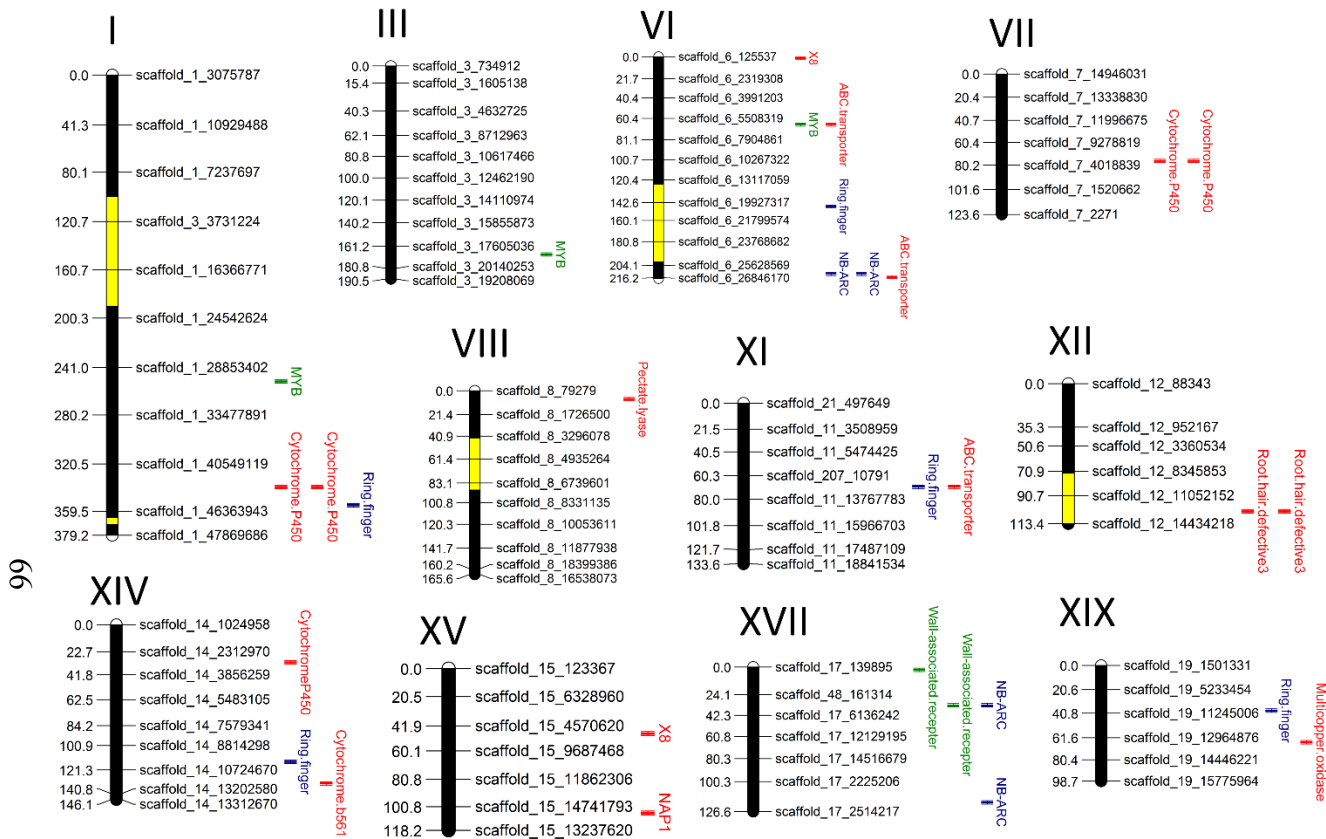 I
0.0 scaffold_1_3075787
41.3 scaffold_1_10929488
80.1 scaffold_1_7237697
120.7 scaffold_3_3731224
160.7 scaffold_1_16366771
200.3 scaffold_1_24542624
241.0 scaffold_1_28853402
280.2 scaffold_1_33477891
320.5 scaffold_1_40549119
359.5 scaffold_1_46363943
379.2 scaffold_1_47869686
MYB
Cytochrome.P450
Cytochrome.P450
Ring.finger
III
0.0 scaffold_3_734912
15.4 scaffold_3_1605138
40.3 scaffold_3_4632725
62.1 scaffold_3_8712963
80.8 scaffold_3_10617466
100.0 scaffold_3_12462190
120.1 scaffold_3_14110974
140.2 scaffold_3_15855873
161.2 scaffold_3_17605036
180.8 scaffold_3_20140253
190.5 scaffold_3_19208069
MYB
VI
0.0 scaffold_6_125537
21.7 scaffold_6_2319308
40.4 scaffold_6_3991203
60.4 scaffold_6_5508319
81.1 scaffold_6_7904861
100.7 scaffold_6_10267322
120.4 scaffold_6_13117059
142.6 scaffold_6_19927317
160.1 scaffold_6_21799574
180.8 scaffold_6_23768682
204.1 scaffold_6_25628569
216.2 scaffold_6_26846170
X8
MYB
ABC.transporter
Ring.finger
NB-ARC
NB-ARC
ABC.transporter
VII
0.0 scaffold_7_14946031
20.4 scaffold_7_13338830
40.7 scaffold_7_11996675
60.4 scaffold_7_9278819
80.2 scaffold_7_4018839
101.6 scaffold_7_1520662
123.6 scaffold_7_2271
Cytochrome.P450
Cytochrome.P450
VIII
0.0 scaffold_8_79279
21.4 scaffold_8_1726500
40.9 scaffold_8_3296078
61.4 scaffold_8_4935264
83.1 scaffold_8_6739601
100.8 scaffold_8_8331135
120.3 scaffold_8_10053611
141.7 scaffold_8_11877938
160.2 scaffold_8_18399386
165.6 scaffold_8_16538073
Pectate.lyase
XI
0.0 scaffold_21_497649
21.5 scaffold_11_3508959
40.5 scaffold_11_5474425
60.3 scaffold_207_10791
80.0 scaffold_11_13767783
101.8 scaffold_11_15966703
121.7 scaffold_11_17487109
133.6 scaffold_11_18841534
Ring.finger
ABC.transporter
XII
0.0 scaffold_12_88343
35.3 scaffold_12_952167
50.6 scaffold_12_3360534
70.9 scaffold_12_8345853
90.7 scaffold_12_11052152
113.4 scaffold_12_14434218
Root.hair.defective3
Root.hair.defective3
66
XIV
0.0 scaffold_14_1024958
22.7 scaffold_14_2312970
41.8 scaffold_14_3856259
62.5 scaffold_14_5483105
84.2 scaffold_14_7579341
100.9 scaffold_14_8814298
121.3 scaffold_14_10724670
140.8 scaffold_14_13202580
146.1 scaffold_14_13312670
CytochromeP450
Ring.finger
Cytochrome.b561
XV
0.0 scaffold_15_123367
20.5 scaffold_15_6328960
41.9 scaffold_15_4570620
60.1 scaffold_15_9687468
80.8 scaffold_15_11862306
100.8 scaffold_15_14741793
118.2 scaffold_15_13237620
X8
NAP1
XVII
0.0 scaffold_17_139895
24.1 scaffold_48_161314
42.3 scaffold_17_6136242
60.8 scaffold_17_12129195
80.3 scaffold_17_14516679
100.3 scaffold_17_2225206
126.6 scaffold_17_2514217
Wall-associated.recepter
Wall-associated.recepter
NB-ARC
NB-ARC
XIX
0.0 scaffold_19_1501331
20.6 scaffold_19_5233454
40.8 scaffold_19_11245006
61.6 scaffold_19_12964876
80.4 scaffold_19_14446221
98.7 scaffold_19_15775964
Ring.finger
Multicopper.oxidase